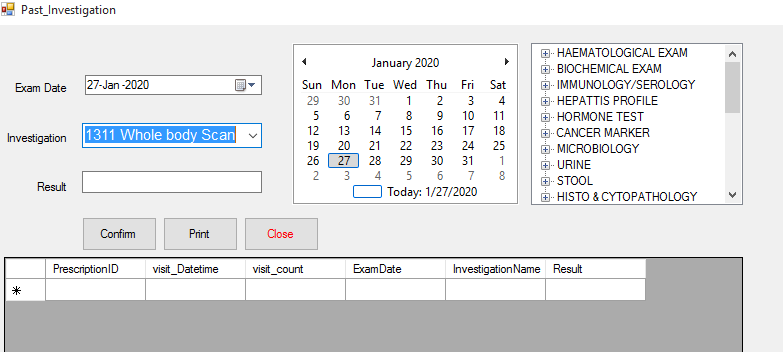 Past_Investigation
Exam Date
27-Jan -2020
Investigation
1311 Whole body Scan
Result
January 2020
Sun Mon Tue Wed Thu Fri Sat
29 30 31 1 2 3 4
5 6 7 8 9 10 11
12 13 14 15 16 17 18
19 20 21 22 23 24 25
26 27 28 29 30 31 1
2 3 4 5 6 7 8
Today: 1/27/2020
HAEMATOLOGICAL EXAM
BIOCHEMICAL EXAM
IMMUNOLOGY/SEROLOGY
HEPATTIS PROFILE
HORMONE TEST
CANCER MARKER
MICROBIOLOGY
URINE
STOOL
HISTO & CYTOPATHOLOGY
Confirm
Print
Close
PrescriptionID visit_Datetime visit_count ExamDate InvestigationName Result